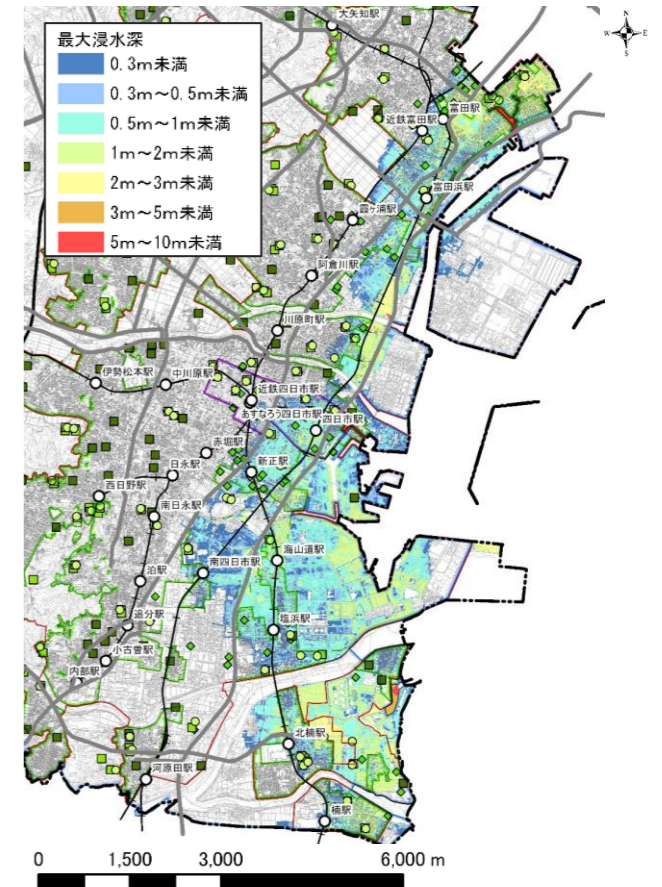 大矢知駅
N
W
E
S
最大浸水深
0.3m未満
0.3m～0.5m未満
0.5m～1m未満
1m～2m未満
2m～3m未満
3m～5m未満
5m～10m未満
富田駅
近鉄富田駅
富田浜駅
霞ヶ浦駅
阿倉川駅
川原町駅
伊勢松本駅
中川原駅
近鉄四日市駅
あすなろう四日市駅
四日市駅
赤堀駅
新正駅
日永駅
西日野駅
南日永駅
海山道駅
南四日市駅
泊駅
追分駅
塩浜駅
小古曽駅
内部駅
北楠駅
河原田駅
楠駅
0
1,500
3,000
6,000 m